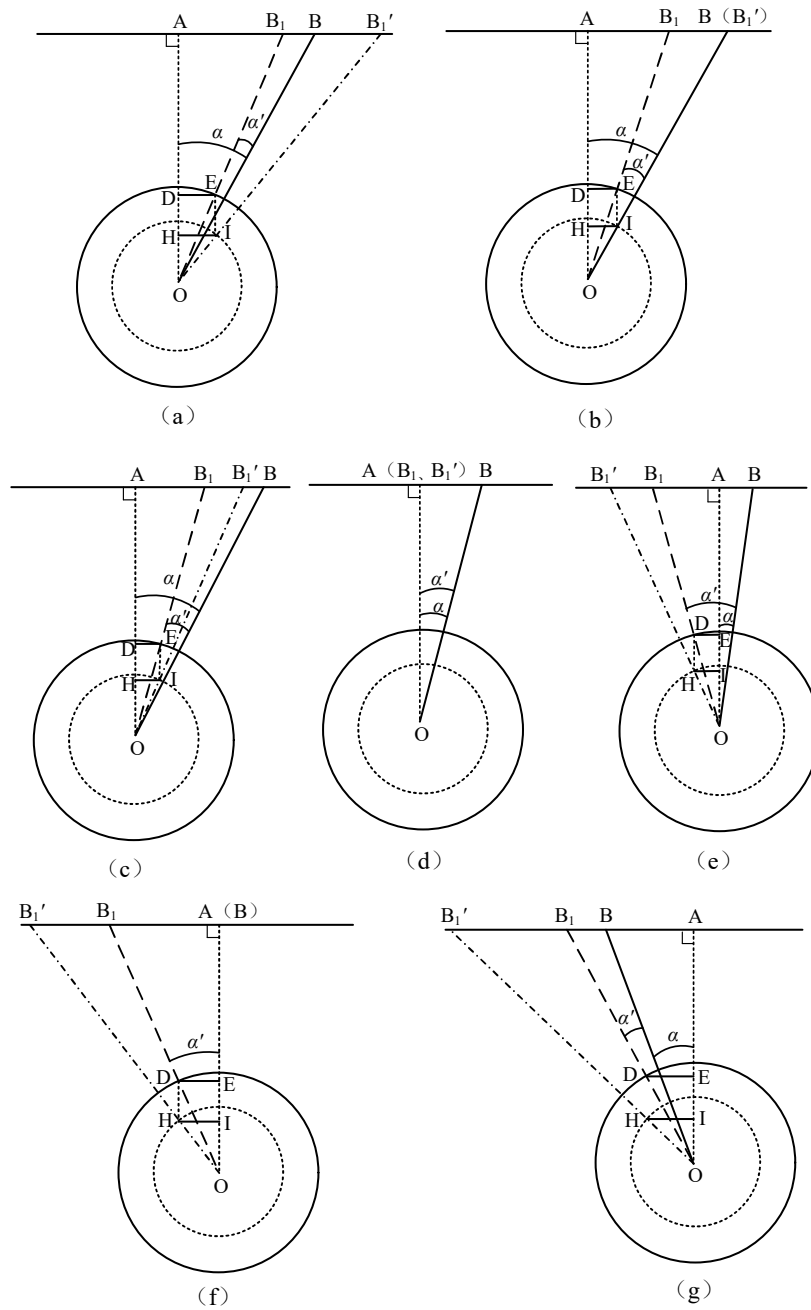 A B₁ B B₁′
α α′
D E
H I
O
(a)
A B₁ B (B₁′)
α
α′
D E
H I
O
(b)
A B₁ B₁′ B
α
α′
D E
H I
O
(c)
A (B₁、B₁′) B
α′
α
O
(d)
B₁′ B₁ A B
α′
α
D E
H I
O
(e)
B₁′ B₁ A (B)
α′
D E
H I
O
(f)
B₁′ B₁ B A
α′ α
D E
H I
O
(g)